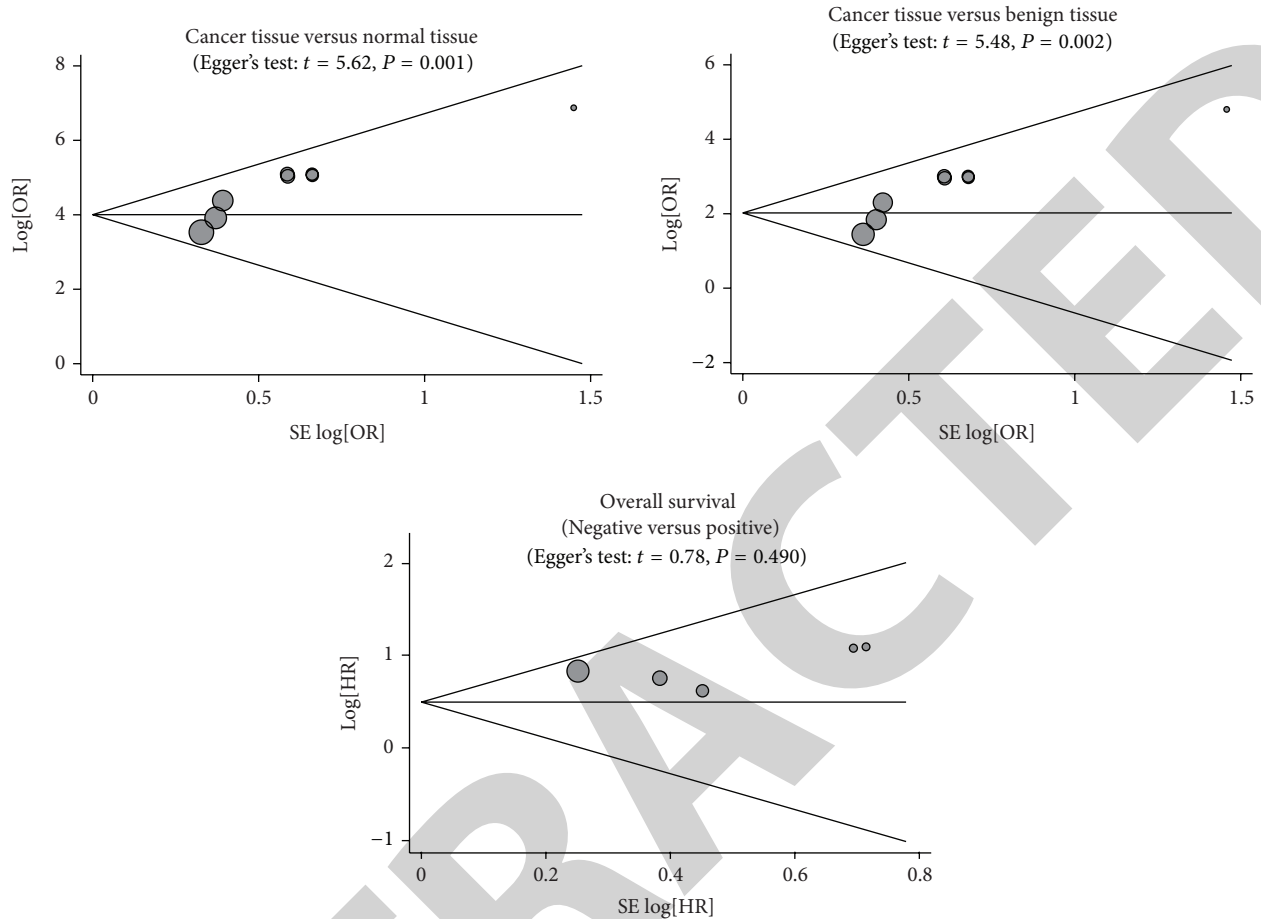 Cancer tissue versus normal tissue
(Egger's test: t = 5.62, P = 0.001)
8
6
4
2
0
Log[OR]
0
0.5
1
1.5
SE log[OR]
Cancer tissue versus benign tissue
(Egger's test: t = 5.48, P = 0.002)
6
4
2
0
−2
Log[OR]
0
0.5
1
1.5
SE log[OR]
Overall survival
(Negative versus positive)
(Egger's test: t = 0.78, P = 0.490)
2
1
0
−1
Log[HR]
0
0.2
0.4
0.6
0.8
SE log[HR]